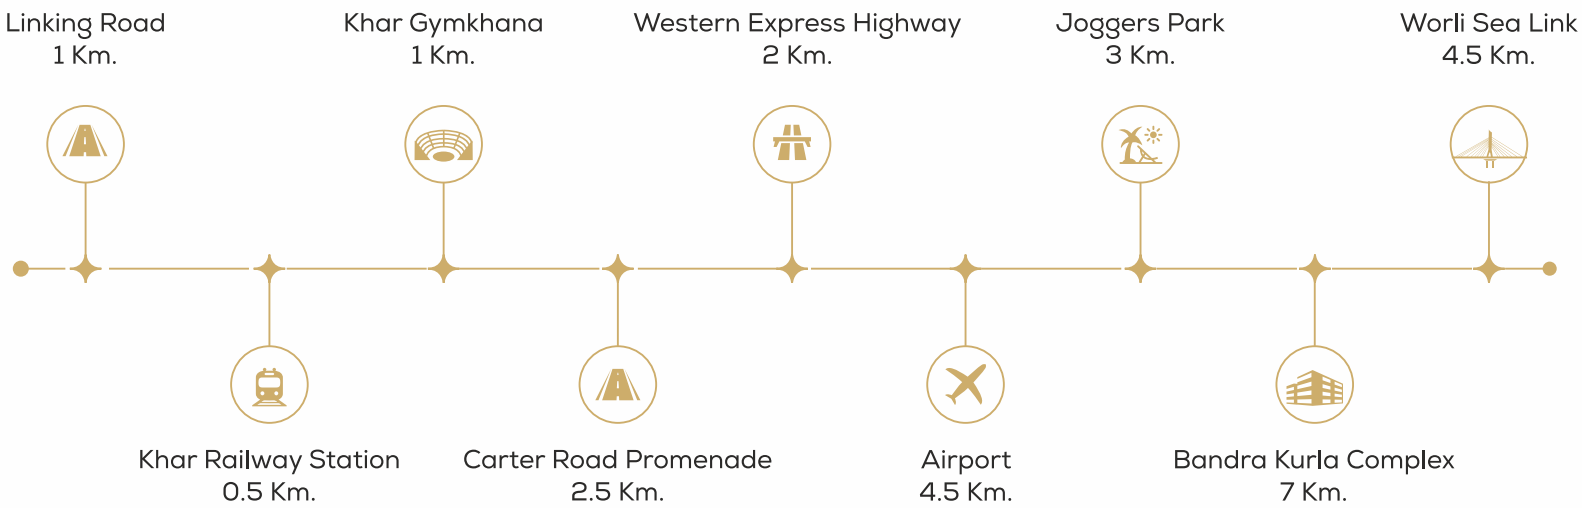 Linking Road
1 Km.
Khar Gymkhana
1 Km.
Western Express Highway
2 Km.
Joggers Park
3 Km.
Worli Sea Link
4.5 Km.
Khar Railway Station
0.5 Km.
Carter Road Promenade
2.5 Km.
Airport
4.5 Km.
Bandra Kurla Complex
7 Km.